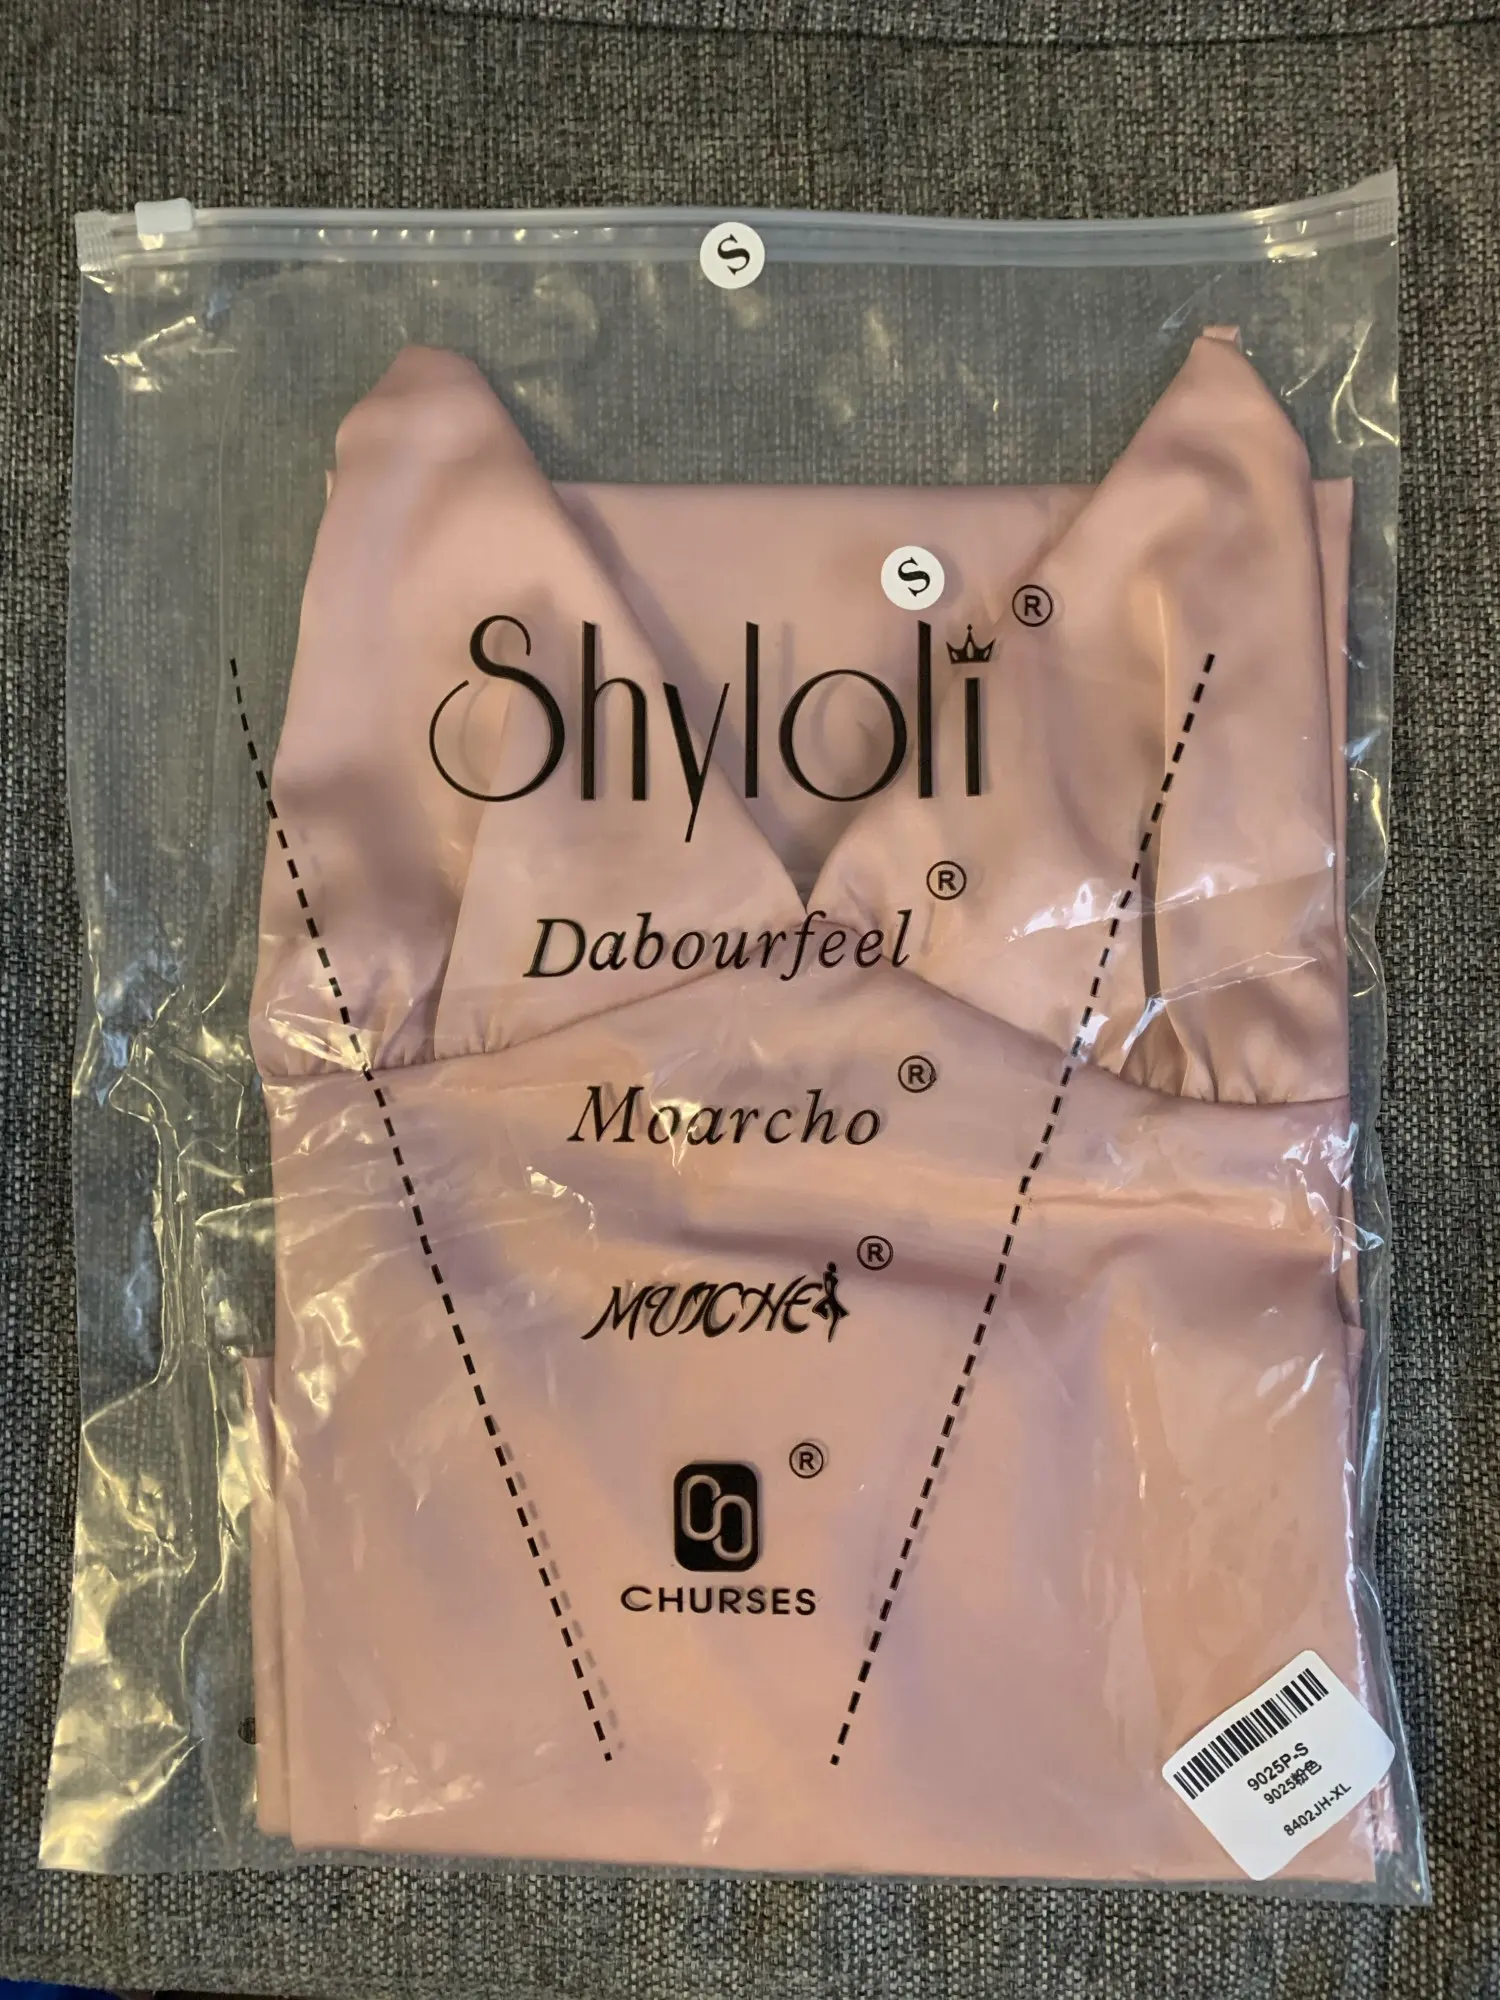 S
S
Shyloli ®
Dabourfeel ®
Moarcho ®
MUICHE ®
®
CHURSES
9025P-S
9025粉色
8402JH-XL